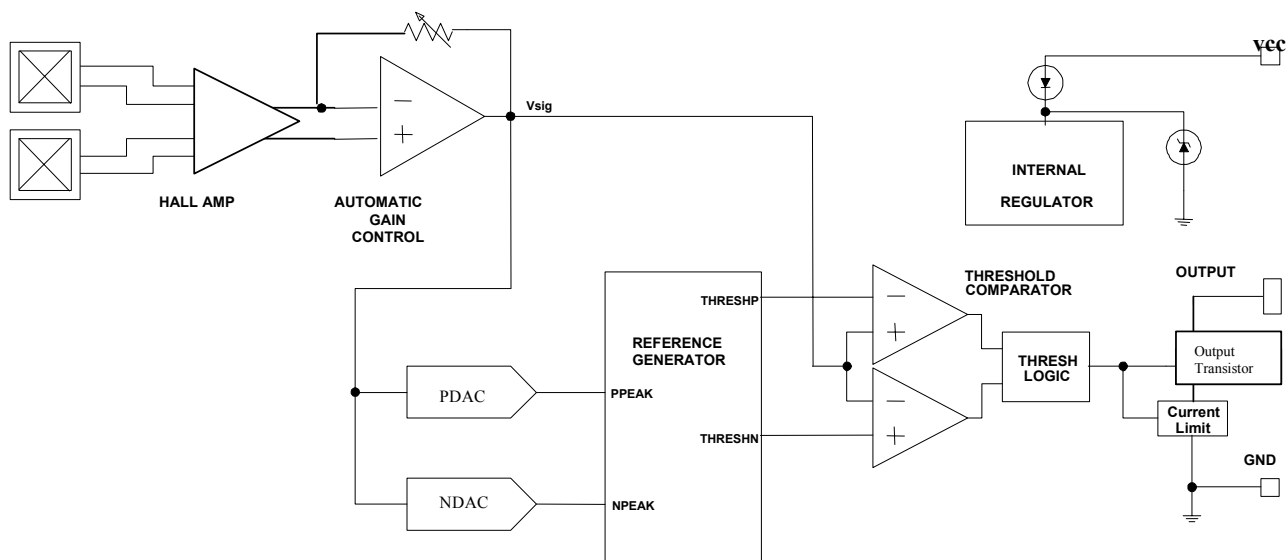 vcc
Vsig
HALL AMP
AUTOMATIC
GAIN
CONTROL
INTERNAL
REGULATOR
THRESHP
REFERENCE
GENERATOR
PPEAK
THRESHN
NPEAK
PDAC
NDAC
THRESHOLD
COMPARATOR
THRESH
LOGIC
OUTPUT
Output
Transistor
Current
Limit
GND